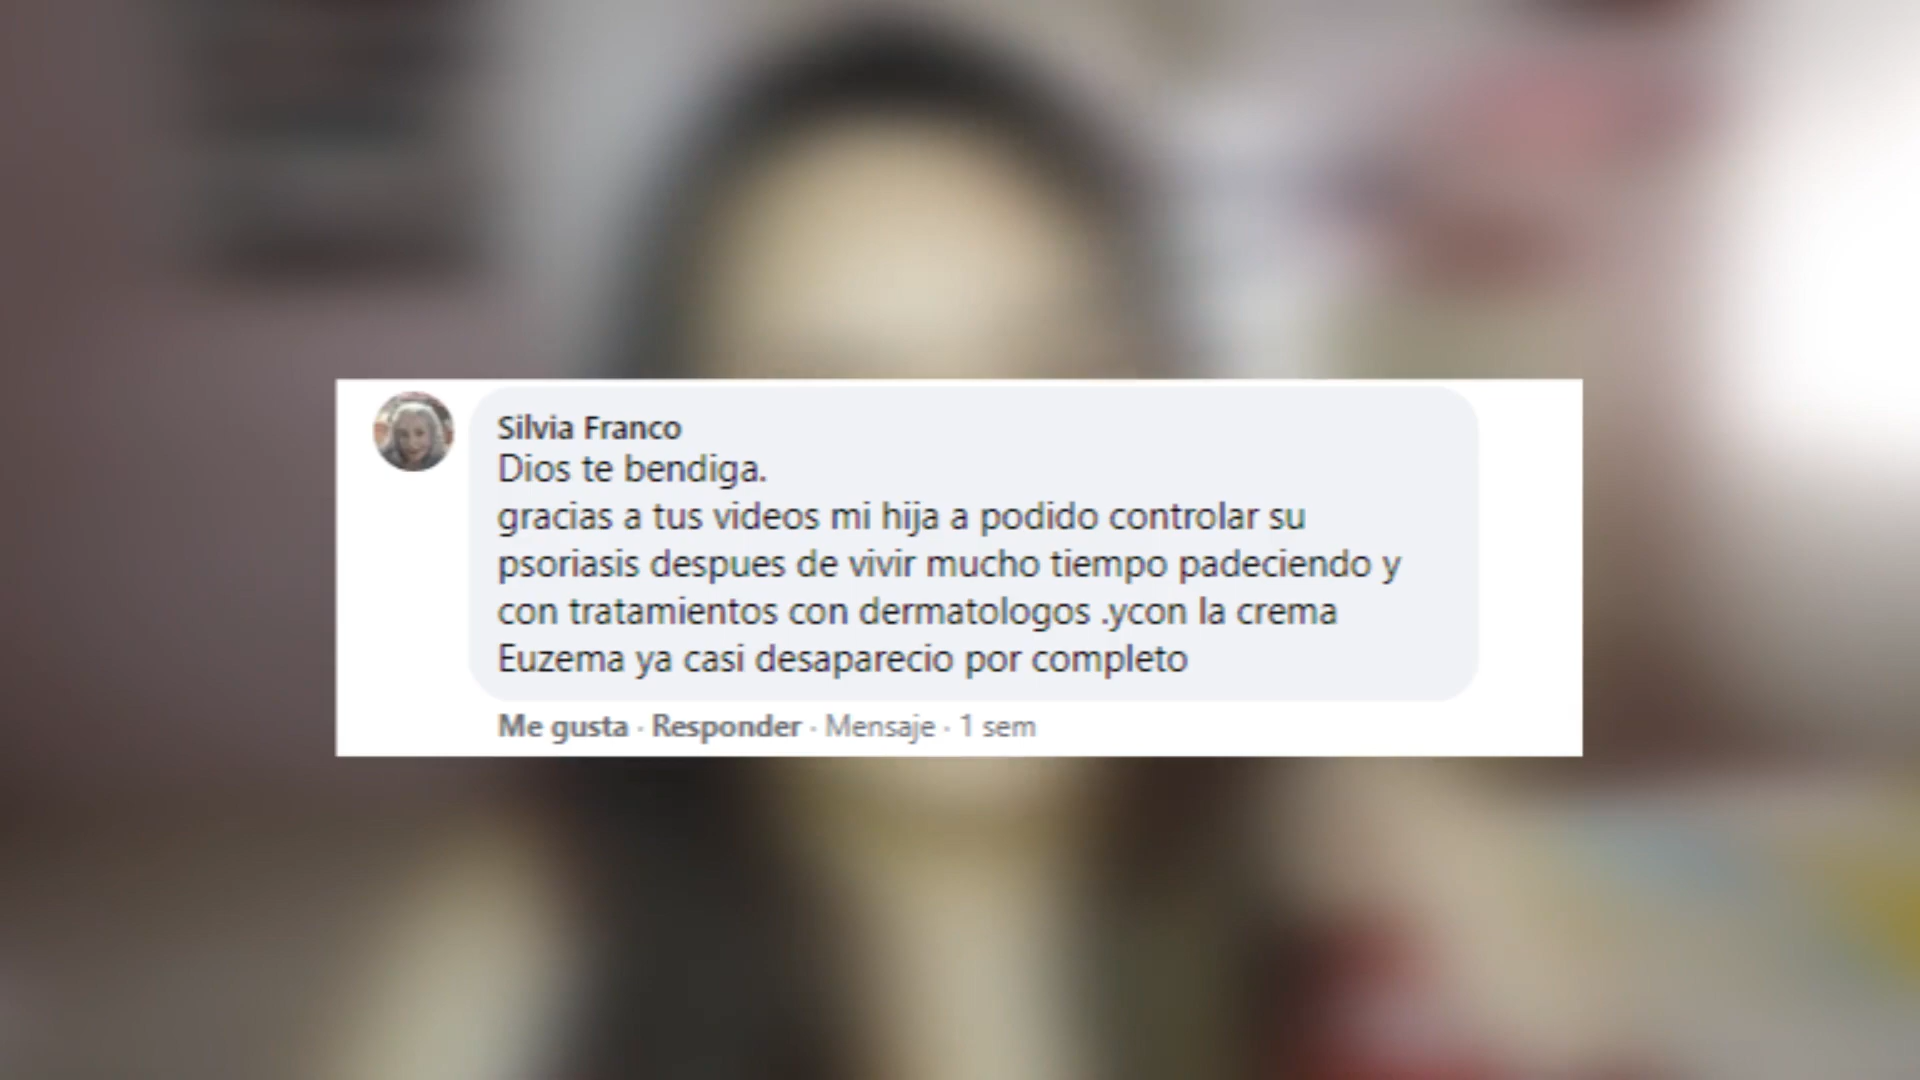 Silvia Franco
Dios te bendiga.
gracias a tus videos mi hija a podido controlar su
psoriasis despues de vivir mucho tiempo padeciendo y
con tratamientos con dermatologos .ycon la crema
Euzema ya casi desaparecio por completo
Me gusta · Responder · Mensaje · 1 sem